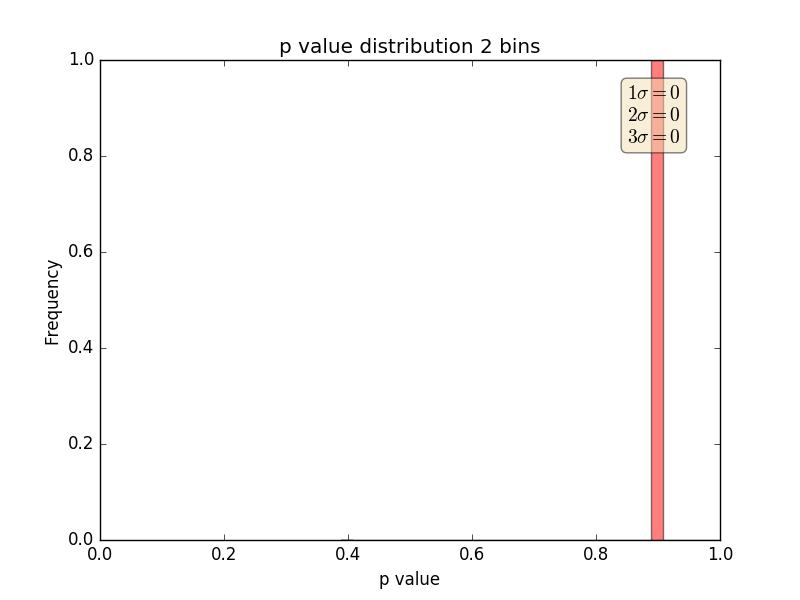 p value distribution 2 bins
1.0
0.8
0.6
0.4
0.2
0.0
Frequency
1σ = 0
2σ = 0
3σ = 0
0.0 0.2 0.4 0.6 0.8 1.0
p value